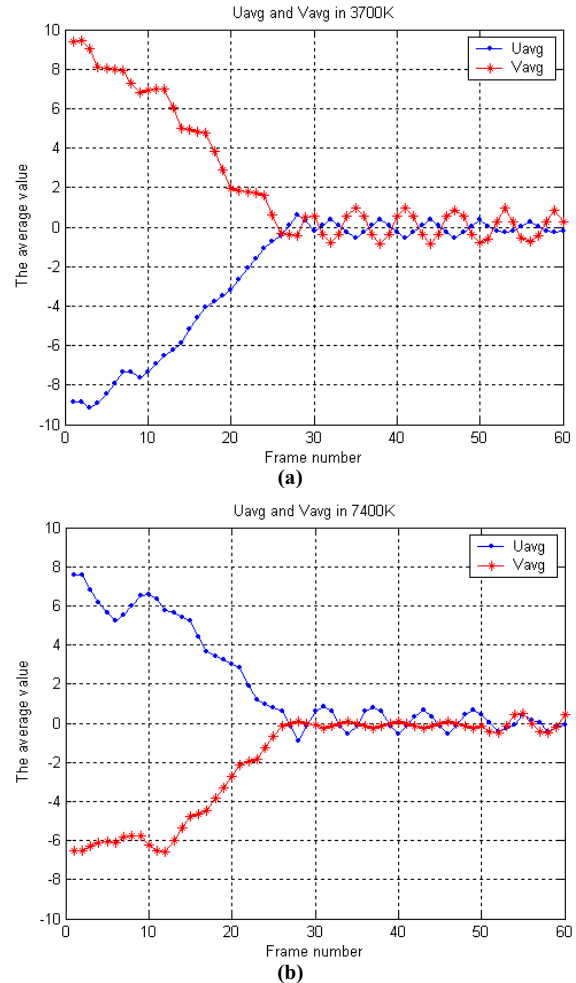 Uavg and Vavg in 3700K
10
8
6
4
2
0
-2
-4
-6
-8
-10
The average value
Uavg
Vavg
0 10 20 30 40 50 60
Frame number
(a)
Uavg and Vavg in 7400K
10
8
6
4
2
0
-2
-4
-6
-8
-10
The average value
Uavg
Vavg
0 10 20 30 40 50 60
Frame number
(b)